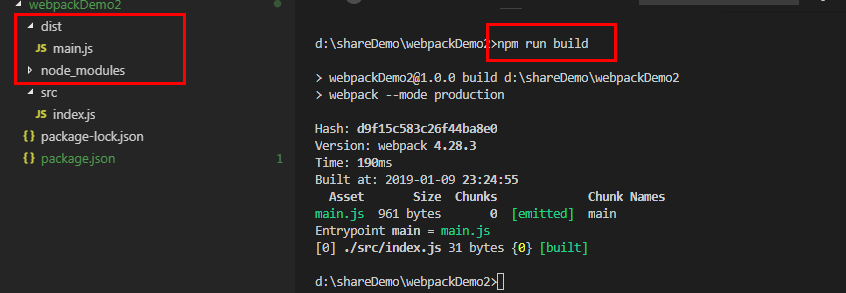 webpackDemo2
dist
JS main.js
node_modules
src
JS index.js
{} package-lock.json
{} package.json 1
d:\shareDemo\webpackDemo2>npm run build
> webpackDemo2@1.0.0 build d:\shareDemo\webpackDemo2
> webpack --mode production
Hash: d9f15c583c26f44ba8e0
Version: webpack 4.28.3
Time: 190ms
Built at: 2019-01-09 23:24:55
Asset Size Chunks Chunk Names
main.js 961 bytes 0 [emitted] main
Entrypoint main = main.js
[0] ./src/index.js 31 bytes {0} [built]
d:\shareDemo\webpackDemo2>